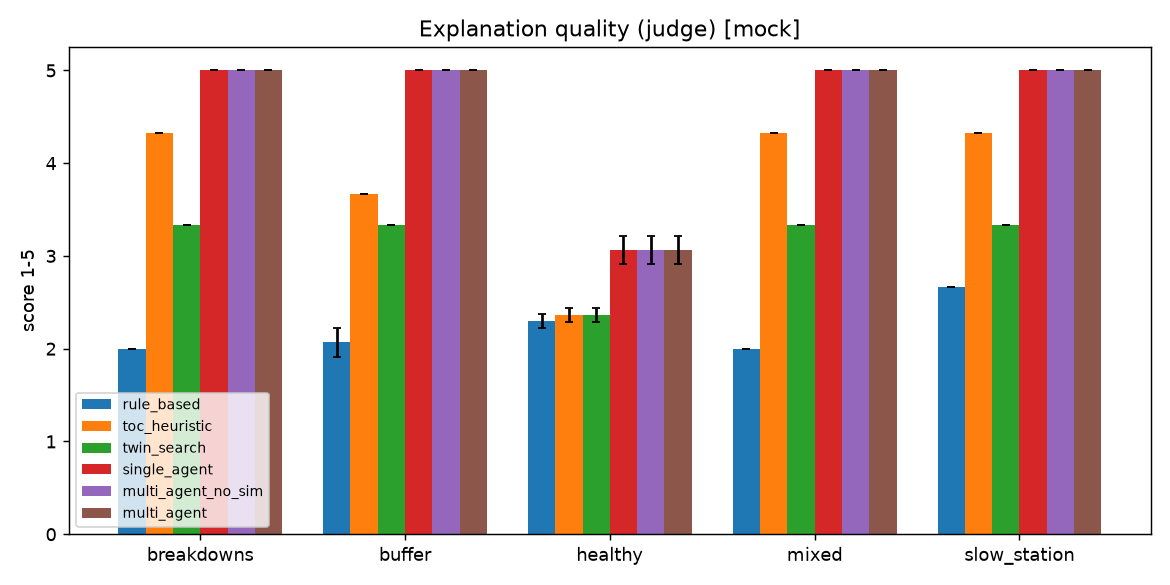 Explanation quality (judge) [mock]
score 1-5
5
4
3
2
1
0
rule_based
toc_heuristic
twin_search
single_agent
multi_agent_no_sim
multi_agent
breakdowns
buffer
healthy
mixed
slow_station